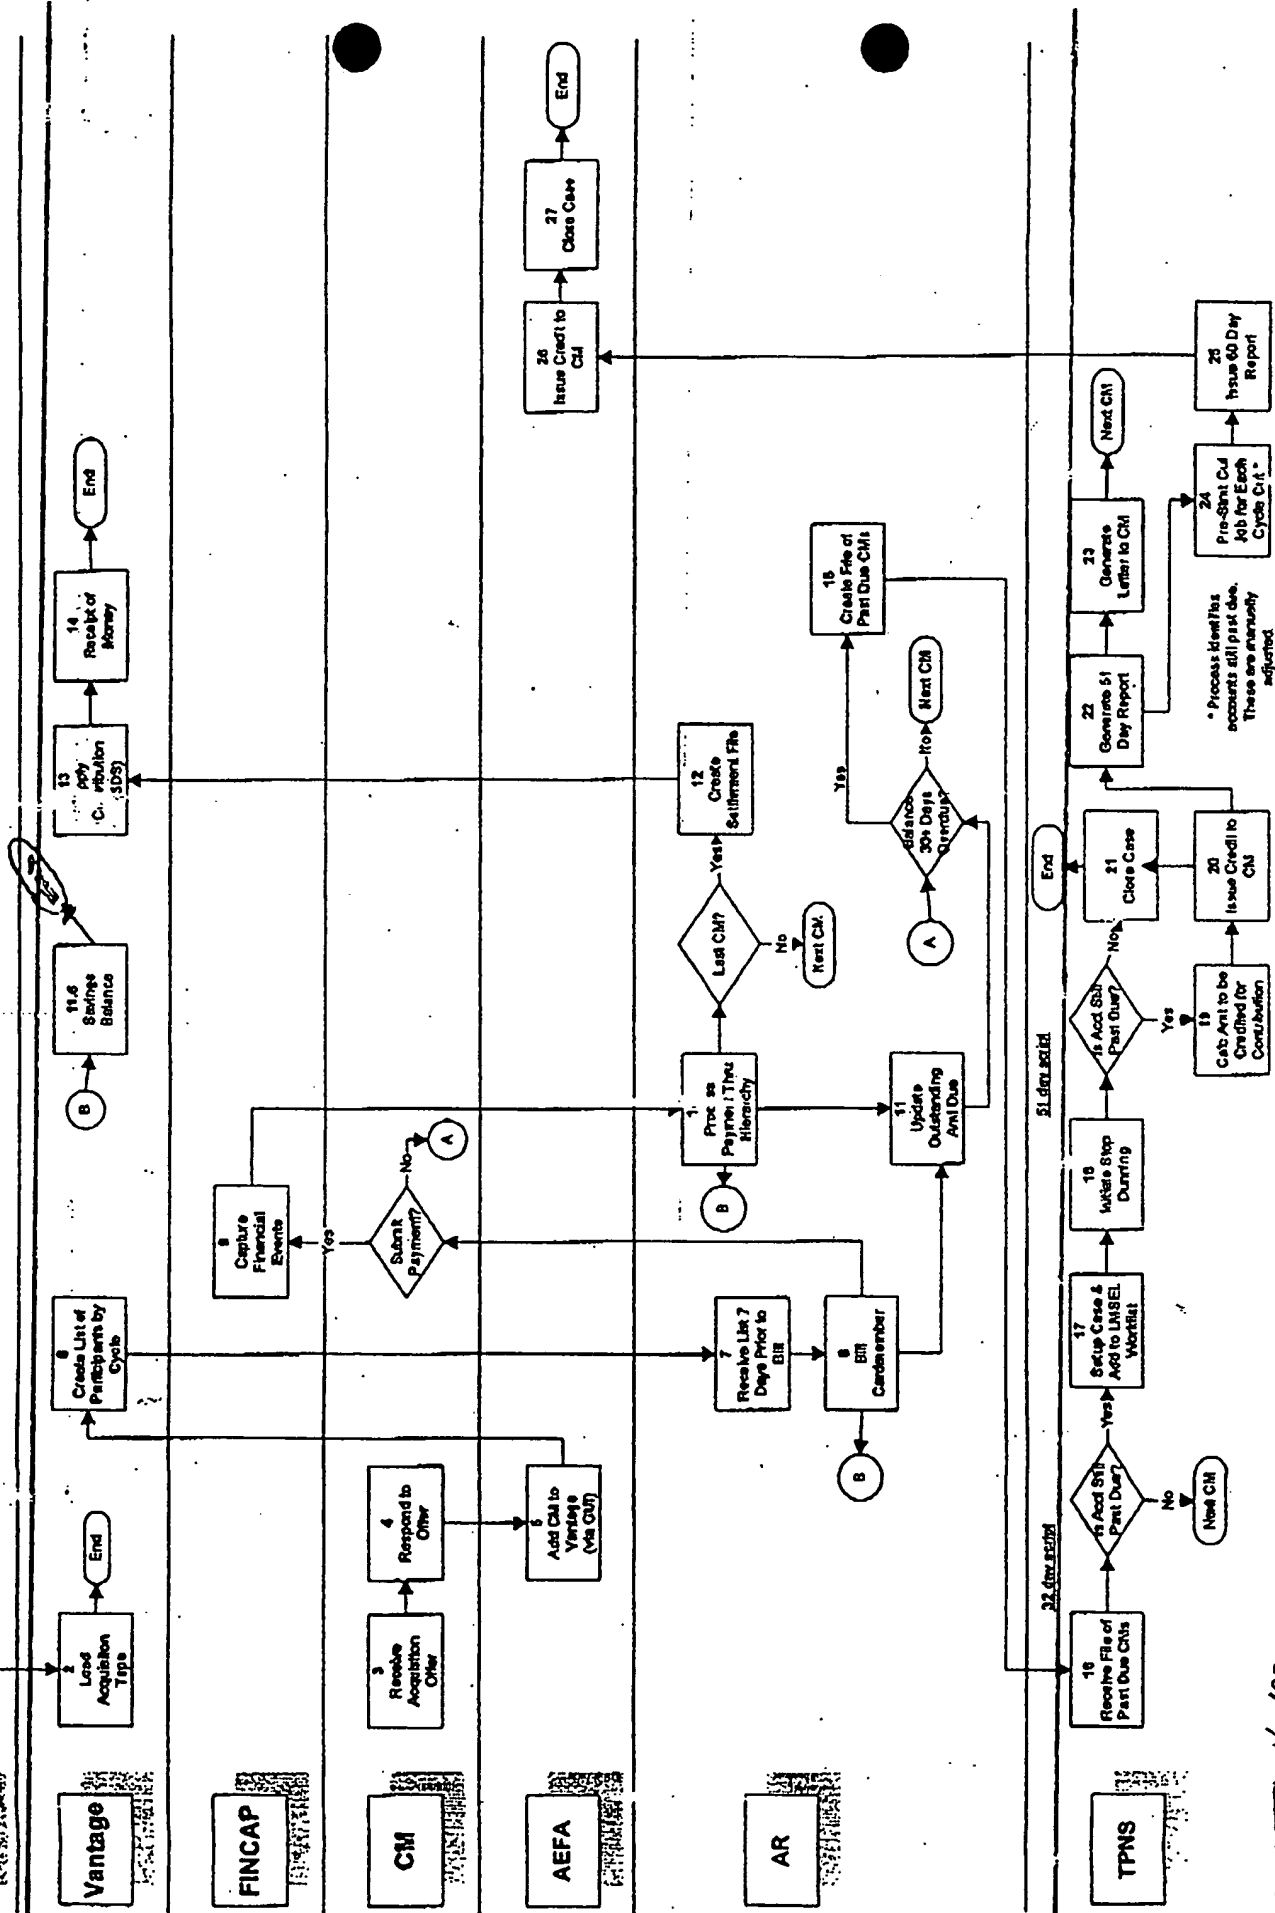 Vantage
2
Load
Acquisition
Tape
End
6
Create List of
Participants by
Cycle
B
11.6
Savings
Balance
13
(SDS)
14
Receipt of
Money
End
FINCAP
9
Capture
Financial
Events
CM
3
Receive
Acquisition
Offer
4
Respond to
Offer
Submit
Payment?
Yes
No
A
AEFA
5
Add CM to
Vantage
(via GUI)
26
Issue Credit to
CM
27
Close Case
End
AR
7
Receive List 7
Days Prior to
Bill
8
Bill
Cardmember
B
B
Payment Thru
Hierarchy
11
Update
Outstanding
Amt Due
Last CM?
Yes
No
Next CM
12
Create
Settlement File
A
Balance
30+ Days
Overdue?
Yes
No
Next CM
15
Create File of
Past Due CMs
32 day script
51 day script
TPNS
16
Receive File of
Past Due CMs
Is Acct Still
Past Due?
Yes
No
Next CM
17
Setup Case &
Add to LMSEL
Worklist
18
Initiate Stop
Dunning
Is Acct Still
Past Due?
No
Yes
19
Calc Amt to be
Credited for
Contribution
20
Issue Credit to
CM
21
Close Case
End
22
Generate 51
Day Report
23
Generate
Letter to CM
Next CM
24
Job for Each
Cycle Cut *
25
Issue 60 Day
Report
* Process identifies
accounts still past due.
These are manually
adjusted